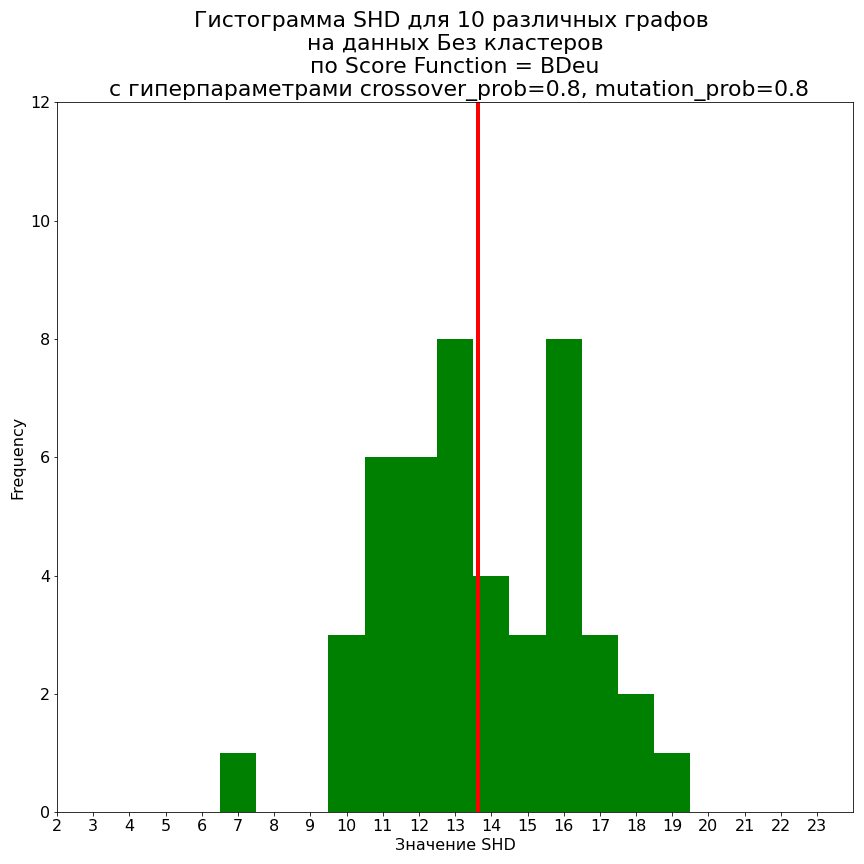 Гистограмма SHD для 10 различных графов
на данных Без кластеров
по Score Function = BDeu
с гиперпараметрами crossover_prob=0.8, mutation_prob=0.8
12
10
8
6
4
2
0
Frequency
2 3 4 5 6 7 8 9 10 11 12 13 14 15 16 17 18 19 20 21 22 23
Значение SHD